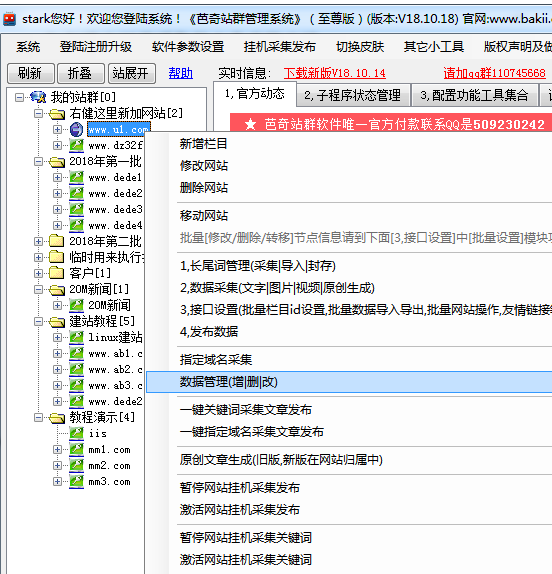 stark您好！欢迎您登陆系统！《芭奇站群管理系统》（至尊版）(版本:V18.10.18) 官网:www.bakii.
系统 登陆注册升级 软件参数设置 挂机采集发布 切换皮肤 其它小工具 版权声明及做
刷新 折叠 站展开 帮助 实时信息： 下载新版V18.10.14 请加qq群110745668
1, 官方动态 2, 子程序状态管理 3, 配置功能工具集合
★ 芭奇站群软件唯一官方付款联系QQ是509230242
我的站群[0]
右健这里新加网站[2]
www.ul.com
www.dz32f
2018年第一批
www.dede1
www.dede2
www.dede3
www.dede4
2018年第二批
临时用来执行
客户[1]
20M新闻[1]
20M新闻
建站教程[5]
linux建站
www.ab1.c
www.ab2.c
www.ab3.c
www.dede2
教程演示[4]
iis
mm1.com
mm2.com
mm3.com
新增栏目
修改网站
删除网站
移动网站
批量[修改/删除/转移]节点信息请到下面[3,接口设置]中[批量设置]模块
1,长尾词管理(采集|导入|封存)
2,数据采集(文字|图片|视频|原创生成)
3,接口设置(批量栏目id设置,批量数据导入导出,批量网站操作,友情链接
4,发布数据
指定域名采集
数据管理(增|删|改)
一键关键词采集文章发布
一键指定域名采集文章发布
原创文章生成(旧版,新版在网站归属中)
暂停网站挂机采集发布
激活网站挂机采集发布
暂停网站挂机采集关键词
激活网站挂机采集关键词